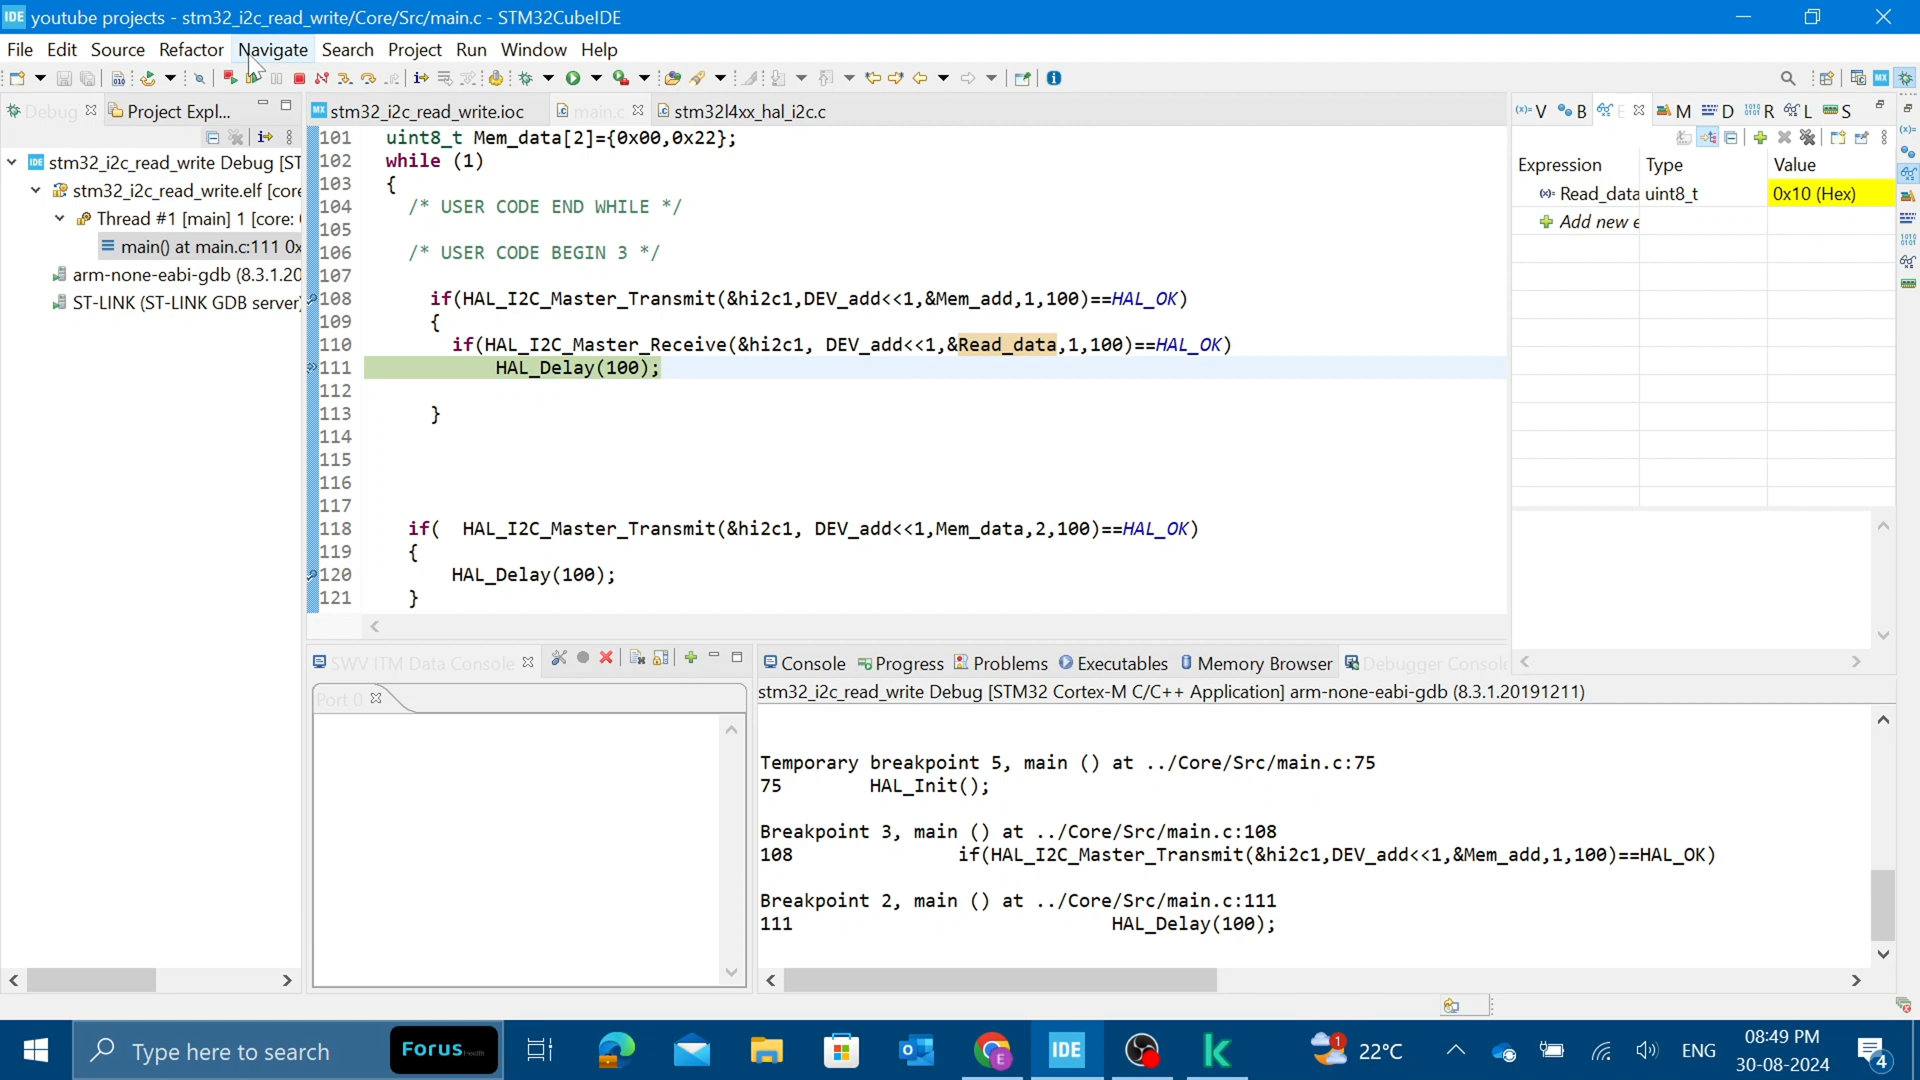 IDE youtube projects - stm32_i2c_read_write/Core/Src/main.c - STM32CubeIDE
File Edit Source Refactor Navigate Search Project Run Window Help
Debug Project Expl...
stm32_i2c_read_write Debug [ST
stm32_i2c_read_write.elf [core
Thread #1 [main] 1 [core:
main() at main.c:111 0x
arm-none-eabi-gdb (8.3.1.20
ST-LINK (ST-LINK GDB server)
MX stm32_i2c_read_write.ioc main.c stm32l4xx_hal_i2c.c
101 uint8_t Mem_data[2]={0x00,0x22};
102 while (1)
103 {
104 /* USER CODE END WHILE */
105
106 /* USER CODE BEGIN 3 */
107
108 if(HAL_I2C_Master_Transmit(&hi2c1,DEV_add<<1,&Mem_add,1,100)==HAL_OK)
109 {
110 if(HAL_I2C_Master_Receive(&hi2c1, DEV_add<<1,&Read_data,1,100)==HAL_OK)
111 HAL_Delay(100);
112
113 }
114
115
116
117
118 if( HAL_I2C_Master_Transmit(&hi2c1, DEV_add<<1,Mem_data,2,100)==HAL_OK)
119 {
120 HAL_Delay(100);
121 }
(x)= V B E M D R L S
Expression Type Value
Read_data uint8_t 0x10 (Hex)
Add new e
SWV ITM Data Console
Port 0
Console Progress Problems Executables Memory Browser Debugger Console
stm32_i2c_read_write Debug [STM32 Cortex-M C/C++ Application] arm-none-eabi-gdb (8.3.1.20191211)
Temporary breakpoint 5, main () at ../Core/Src/main.c:75
75 HAL_Init();
Breakpoint 3, main () at ../Core/Src/main.c:108
108 if(HAL_I2C_Master_Transmit(&hi2c1,DEV_add<<1,&Mem_add,1,100)==HAL_OK)
Breakpoint 2, main () at ../Core/Src/main.c:111
111 HAL_Delay(100);
Type here to search Forus IDE 1 22°C ENG 08:49 PM
30-08-2024 4